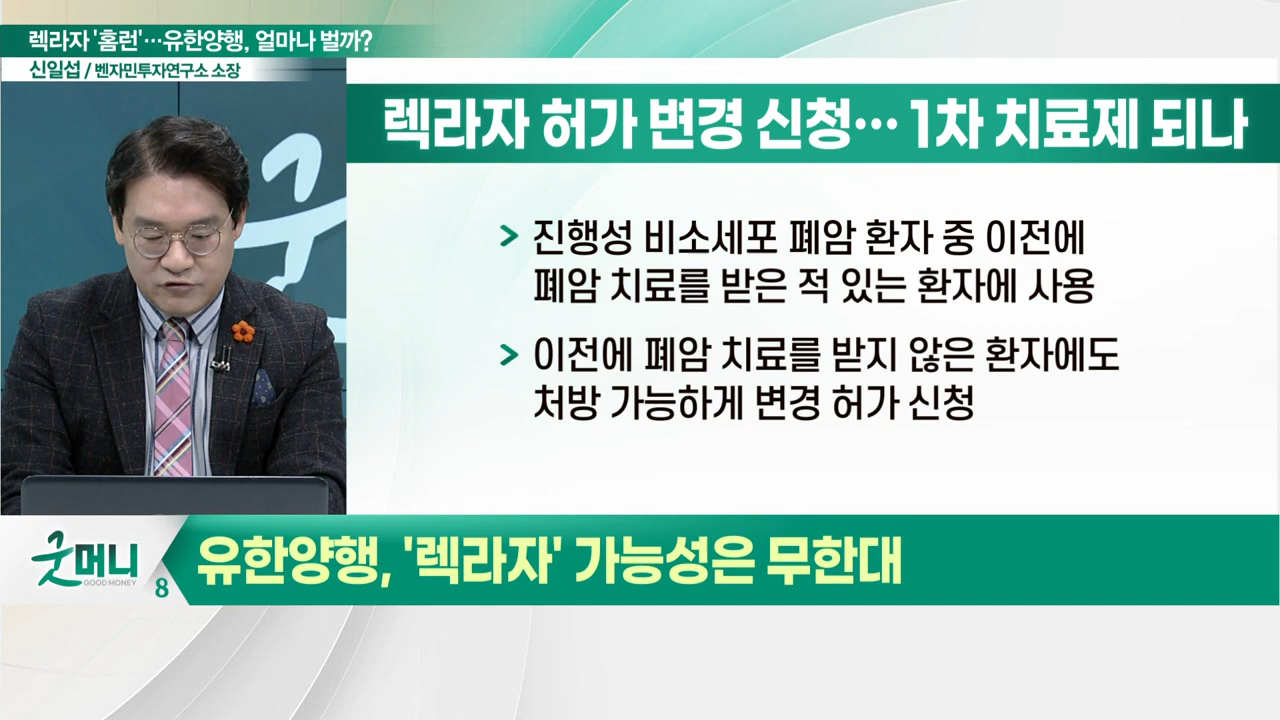 렉라자 '홈런'…유한양행, 얼마나 벌까?
신일섭 / 벤자민투자연구소 소장
렉라자 허가 변경 신청… 1차 치료제 되나
> 진행성 비소세포 폐암 환자 중 이전에
폐암 치료를 받은 적 있는 환자에 사용
> 이전에 폐암 치료를 받지 않은 환자에도
처방 가능하게 변경 허가 신청
굿머니
GOOD MONEY
8
유한양행, '렉라자' 가능성은 무한대